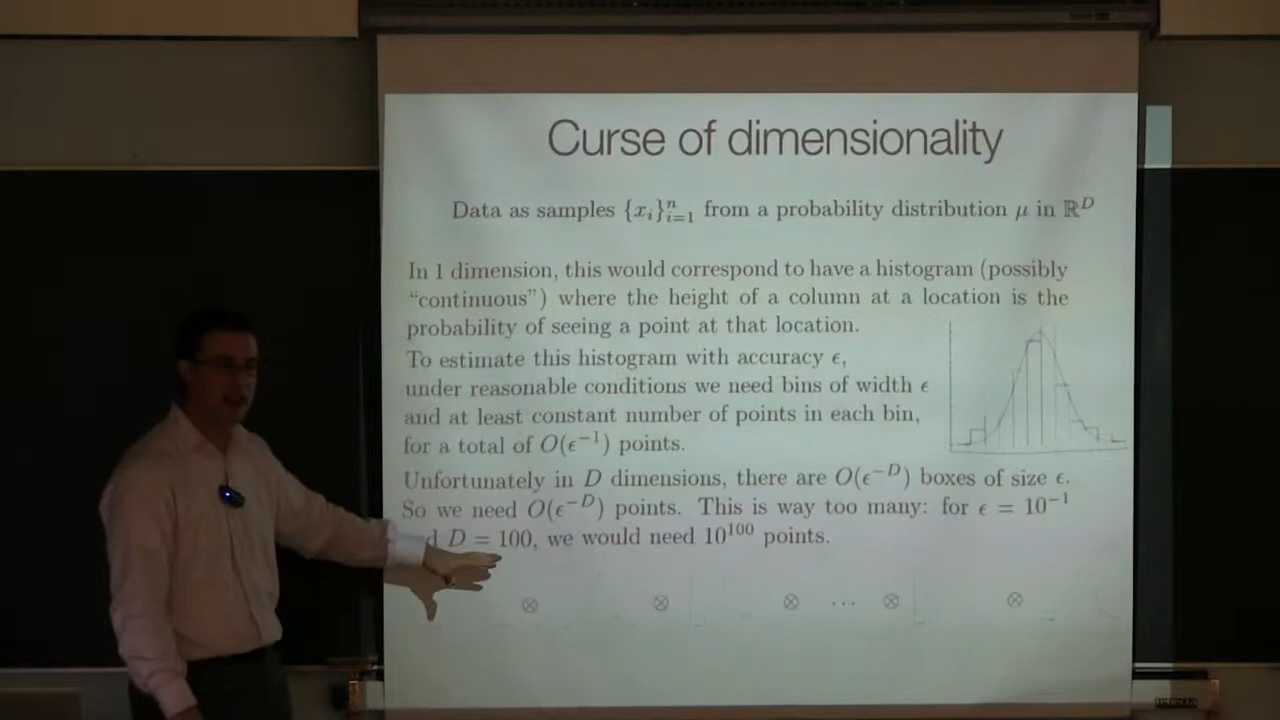 Curse of dimensionality
Data as samples {x_i}_{i=1}^n from a probability distribution μ in ℝ^D
In 1 dimension, this would correspond to have a histogram (possibly
“continuous”) where the height of a column at a location is the
probability of seeing a point at that location.
To estimate this histogram with accuracy ϵ,
under reasonable conditions we need bins of width ϵ
and at least constant number of points in each bin,
for a total of O(ϵ^{-1}) points.
Unfortunately in D dimensions, there are O(ϵ^{-D}) boxes of size ϵ.
So we need O(ϵ^{-D}) points. This is way too many: for ϵ = 10^{-1}
D = 100, we would need 10^{100} points.
⊗ ⊗ ⊗ ⋯ ⊗ ⊗